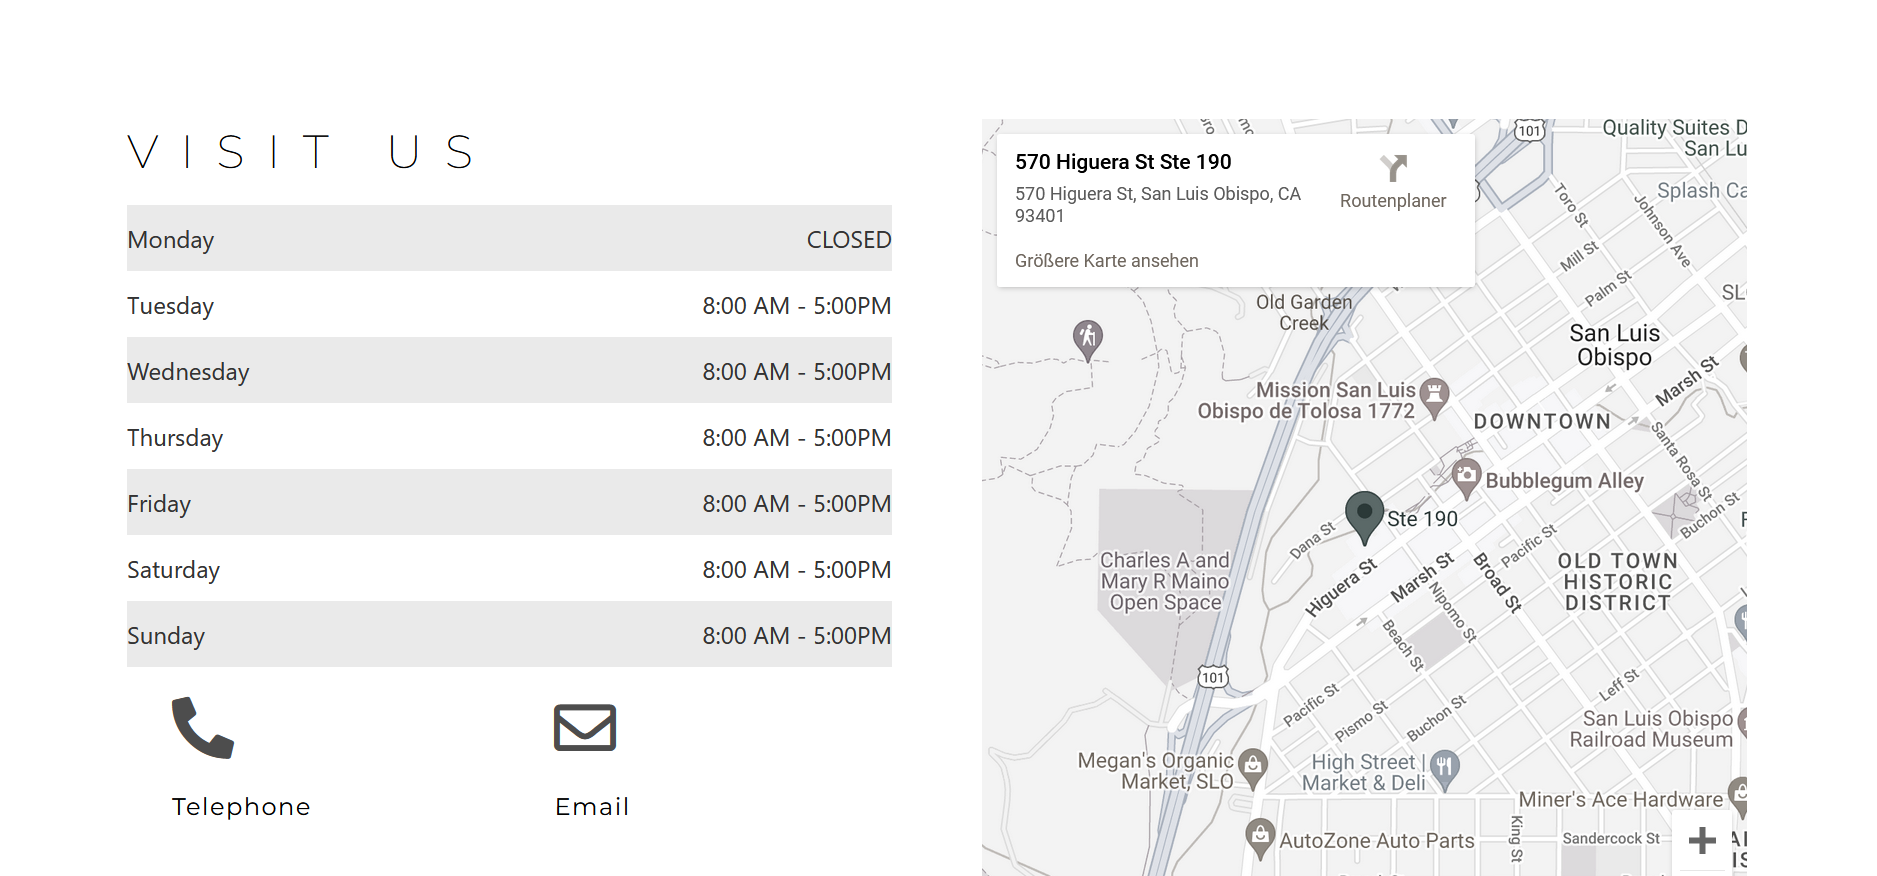 VISIT US
Monday CLOSED
Tuesday 8:00 AM - 5:00PM
Wednesday 8:00 AM - 5:00PM
Thursday 8:00 AM - 5:00PM
Friday 8:00 AM - 5:00PM
Saturday 8:00 AM - 5:00PM
Sunday 8:00 AM - 5:00PM
Telephone
Email
570 Higuera St Ste 190
570 Higuera St, San Luis Obispo, CA
93401
Routenplaner
Größere Karte ansehen
101
Quality Suites D
San Lu
Splash Ca
Toro St
Johnson Ave
Mill St
Palm St
SL
Old Garden
Creek
San Luis
Obispo
Marsh St
Mission San Luis
Obispo de Tolosa 1772
DOWNTOWN
Santa Rosa St
Bubblegum Alley
Buchon St
Ste 190
Dana St
Pacific St
Charles A and
Mary R Maino
Open Space
Higuera St
Marsh St
Broad St
OLD TOWN
HISTORIC
DISTRICT
Nipomo St
Beach St
101
Leff St
Pacific St
Pismo St
Buchon St
San Luis Obispo
Railroad Museum
Megan's Organic
Market, SLO
High Street |
Market & Deli
Miner's Ace Hardware
AutoZone Auto Parts
King St
Sandercock St